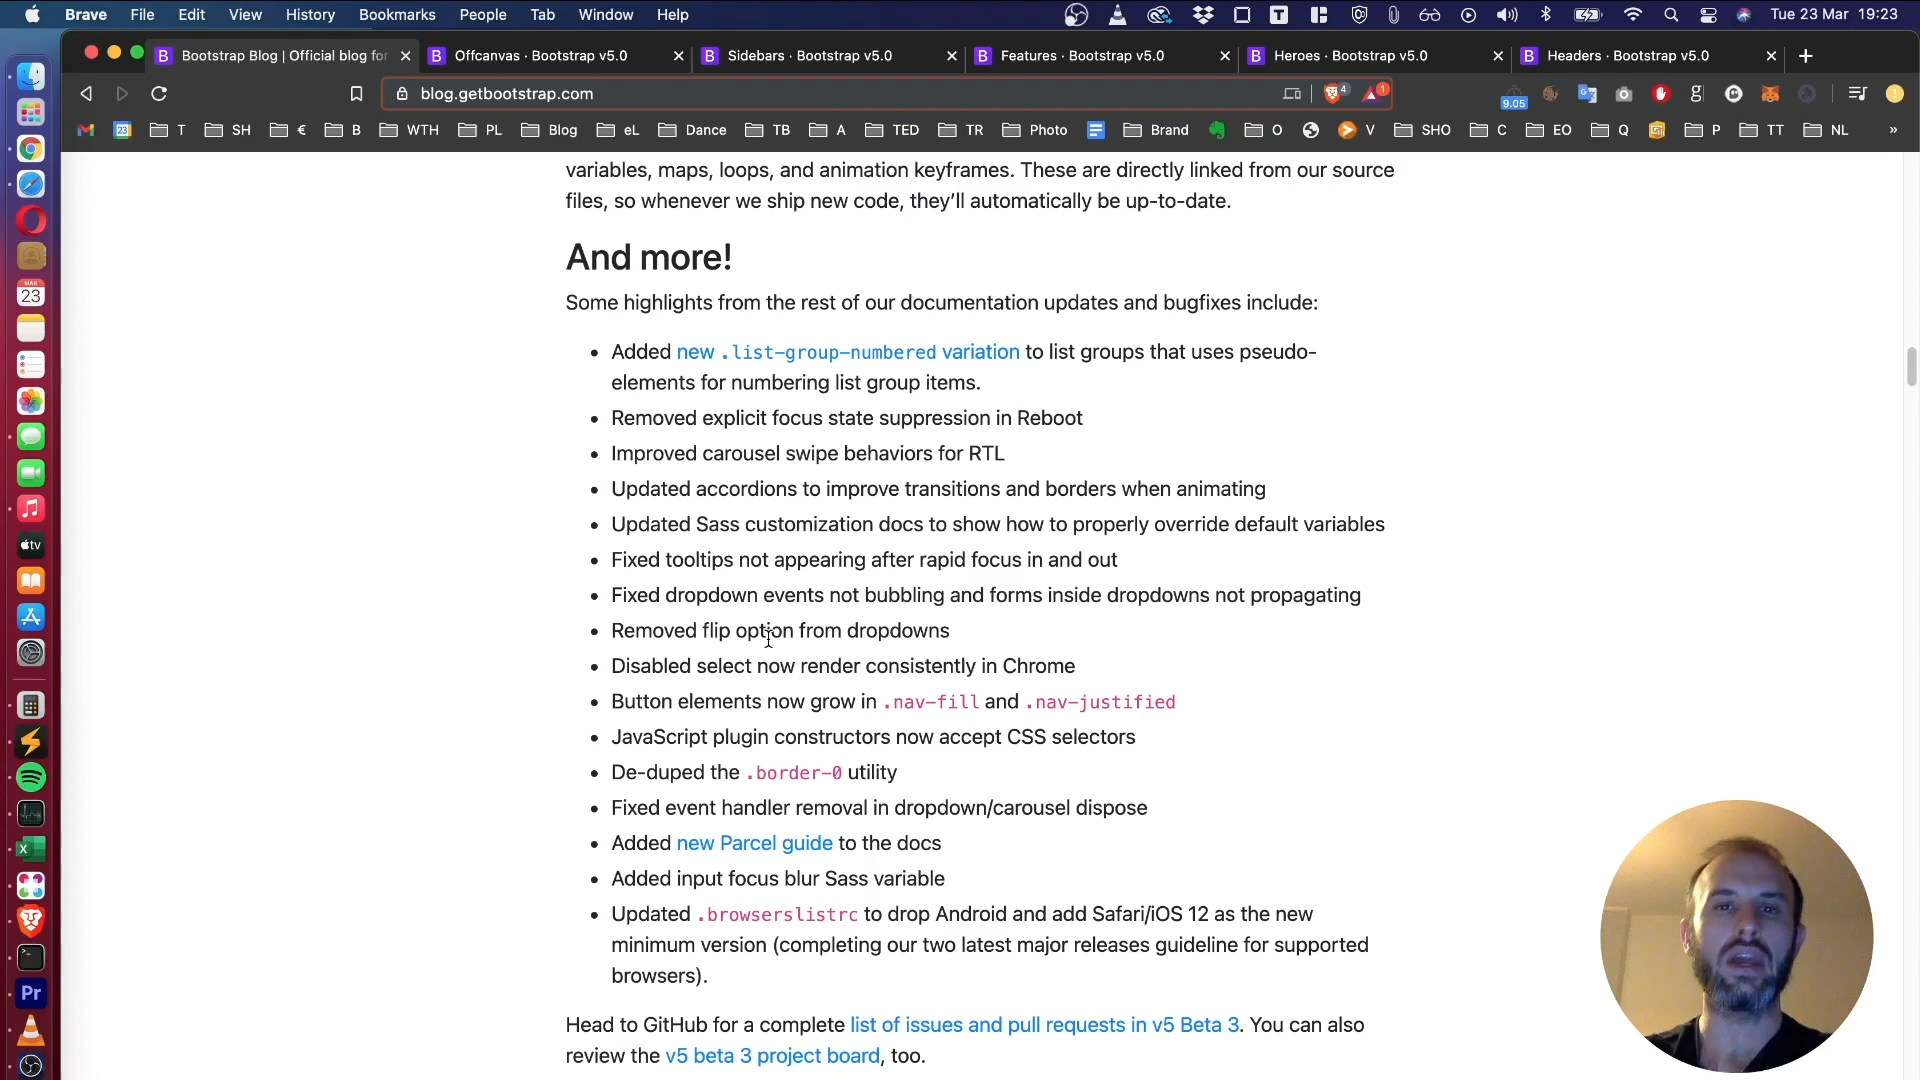 Brave File Edit View History Bookmarks People Tab Window Help Tue 23 Mar 19:23
Bootstrap Blog | Official blog for Offcanvas · Bootstrap v5.0 Sidebars · Bootstrap v5.0 Features · Bootstrap v5.0 Heroes · Bootstrap v5.0 Headers · Bootstrap v5.0
blog.getbootstrap.com 4 1 9.05
23 T SH € B WTH PL Blog eL Dance TB A TED TR Photo Brand O V SHO C EO Q P TT NL »
MAR
23
tv
Pr
variables, maps, loops, and animation keyframes. These are directly linked from our source
files, so whenever we ship new code, they’ll automatically be up-to-date.
And more!
Some highlights from the rest of our documentation updates and bugfixes include:
• Added new .list-group-numbered variation to list groups that uses pseudo-
elements for numbering list group items.
• Removed explicit focus state suppression in Reboot
• Improved carousel swipe behaviors for RTL
• Updated accordions to improve transitions and borders when animating
• Updated Sass customization docs to show how to properly override default variables
• Fixed tooltips not appearing after rapid focus in and out
• Fixed dropdown events not bubbling and forms inside dropdowns not propagating
• Removed flip option from dropdowns
• Disabled select now render consistently in Chrome
• Button elements now grow in .nav-fill and .nav-justified
• JavaScript plugin constructors now accept CSS selectors
• De-duped the .border-0 utility
• Fixed event handler removal in dropdown/carousel dispose
• Added new Parcel guide to the docs
• Added input focus blur Sass variable
• Updated .browserslistrc to drop Android and add Safari/iOS 12 as the new
minimum version (completing our two latest major releases guideline for supported
browsers).
Head to GitHub for a complete list of issues and pull requests in v5 Beta 3. You can also
review the v5 beta 3 project board, too.